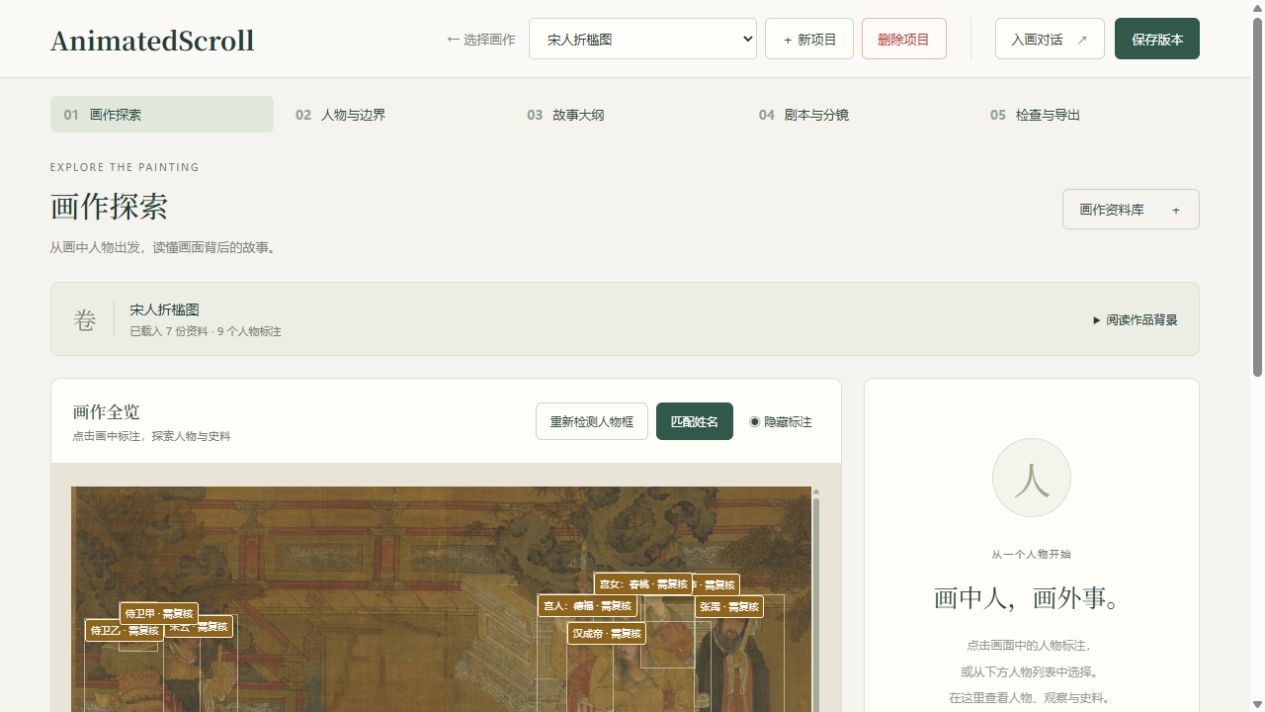 AnimatedScroll
← 选择画作
宋人折槛图
+ 新项目
删除项目
入画对话 ↗
保存版本
01 画作探索
02 人物与边界
03 故事大纲
04 剧本与分镜
05 检查与导出
EXPLORE THE PAINTING
画作探索
从画中人物出发，读懂画面背后的故事。
画作资料库 +
卷
宋人折槛图
已载入 7 份资料 · 9 个人物标注
▶ 阅读作品背景
画作全览
点击画中标注，探索人物与史料
重新检测人物框
匹配姓名
隐藏标注
宫女：春桃 · 需复核
· 需复核
侍卫甲 · 需复核
宫人：德福 · 需复核
张禹 · 需复核
侍卫乙 · 需复核
朱云 · 需复核
汉成帝 · 需复核
人
从一个人物开始
画中人，画外事。
点击画面中的人物标注，
或从下方人物列表中选择。
在这里查看人物、观察与史料。